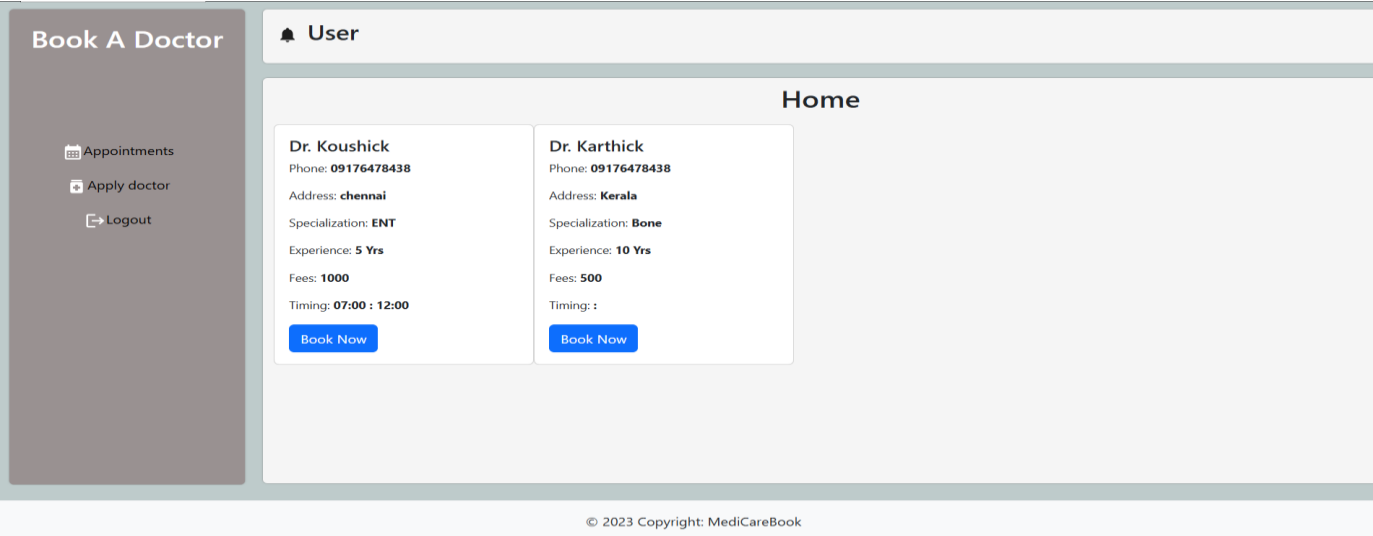 Book A Doctor
Appointments
Apply doctor
Logout
User
Home
Dr. Koushick
Phone: 09176478438
Address: chennai
Specialization: ENT
Experience: 5 Yrs
Fees: 1000
Timing: 07:00 : 12:00
Book Now
Dr. Karthick
Phone: 09176478438
Address: Kerala
Specialization: Bone
Experience: 10 Yrs
Fees: 500
Timing: :
Book Now
© 2023 Copyright: MediCareBook